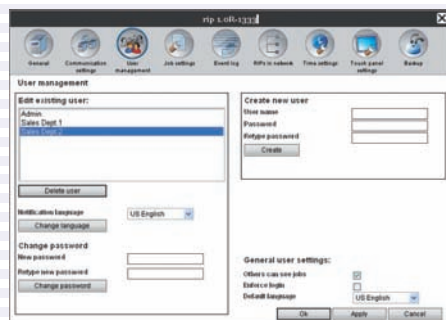 rip 1.0R-1333
General
Communication settings
User management
Job settings
Event log
RIPs in network
Time settings
Touch panel settings
Backup
User management
Edit existing user:
Admin
Sales Dept.1
Sales Dept.2
Delete user
Notification language
US English
Change language
Change password
New password
Retype new password
Change password
Create new user
User name
Password
Retype password
Create
General user settings:
Others can see jobs
Enforce login
Default language
US English
Ok
Apply
Cancel